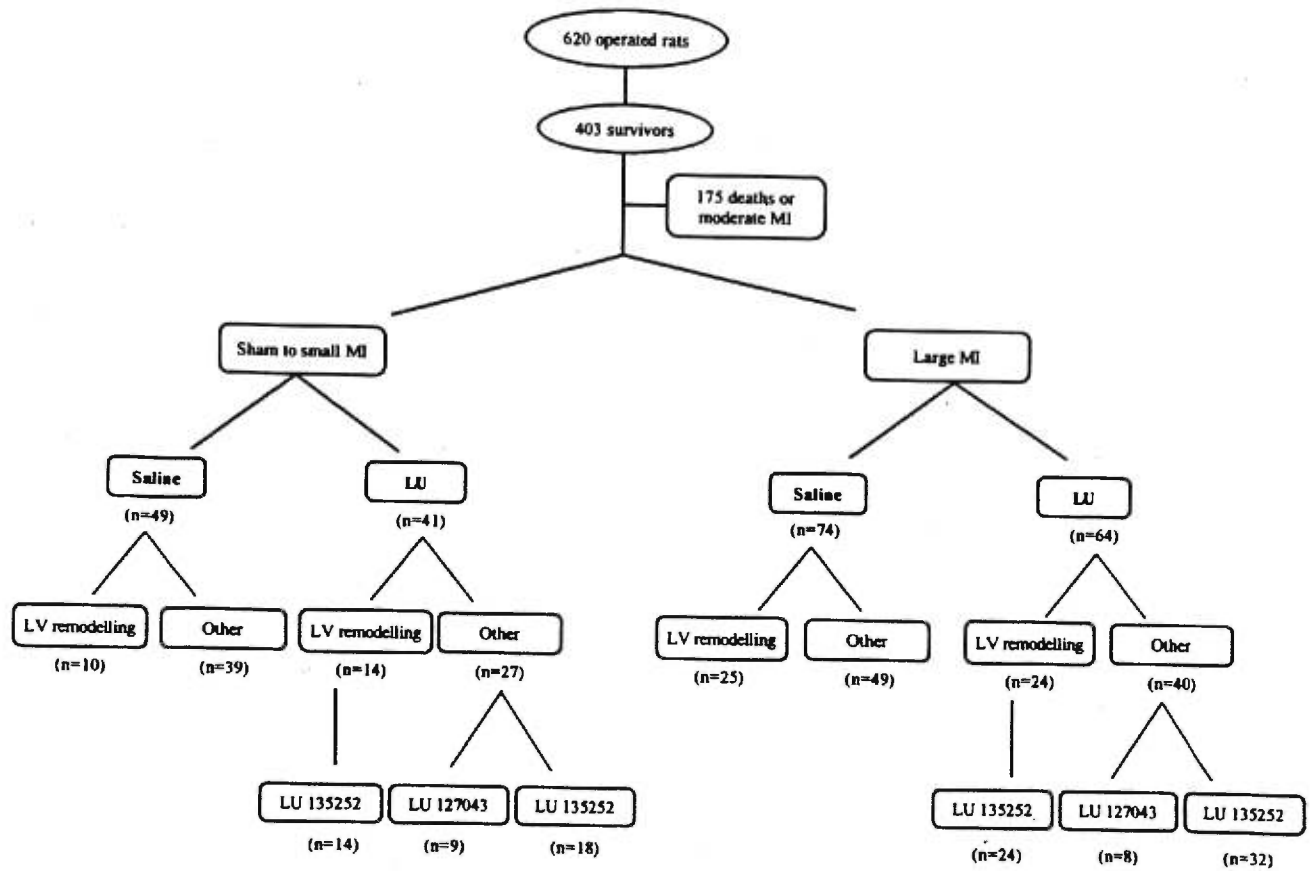 620 operated rats
403 survivors
175 deaths or
moderate MI
Sham to small MI
Large MI
Saline
LU
Saline
LU
(n=49)
(n=41)
(n=74)
(n=64)
LV remodelling
Other
LV remodelling
Other
LV remodelling
Other
LV remodelling
Other
(n=10)
(n=39)
(n=14)
(n=27)
(n=25)
(n=49)
(n=24)
(n=40)
LU 135252
LU 127043
LU 135252
LU 135252
LU 127043
LU 135252
(n=14)
(n=9)
(n=18)
(n=24)
(n=8)
(n=32)